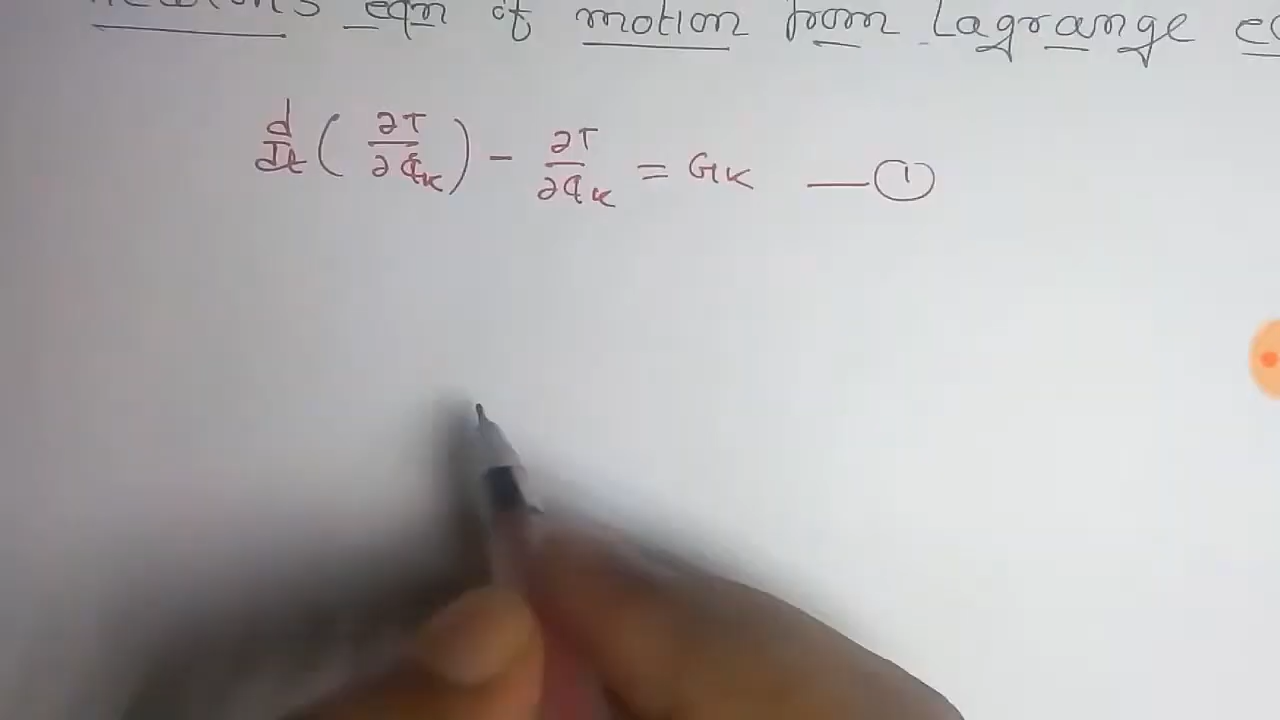 eqn of motion from Lagrange
d/dt ( ∂T/∂q̇K ) - ∂T/∂qK = GK —①